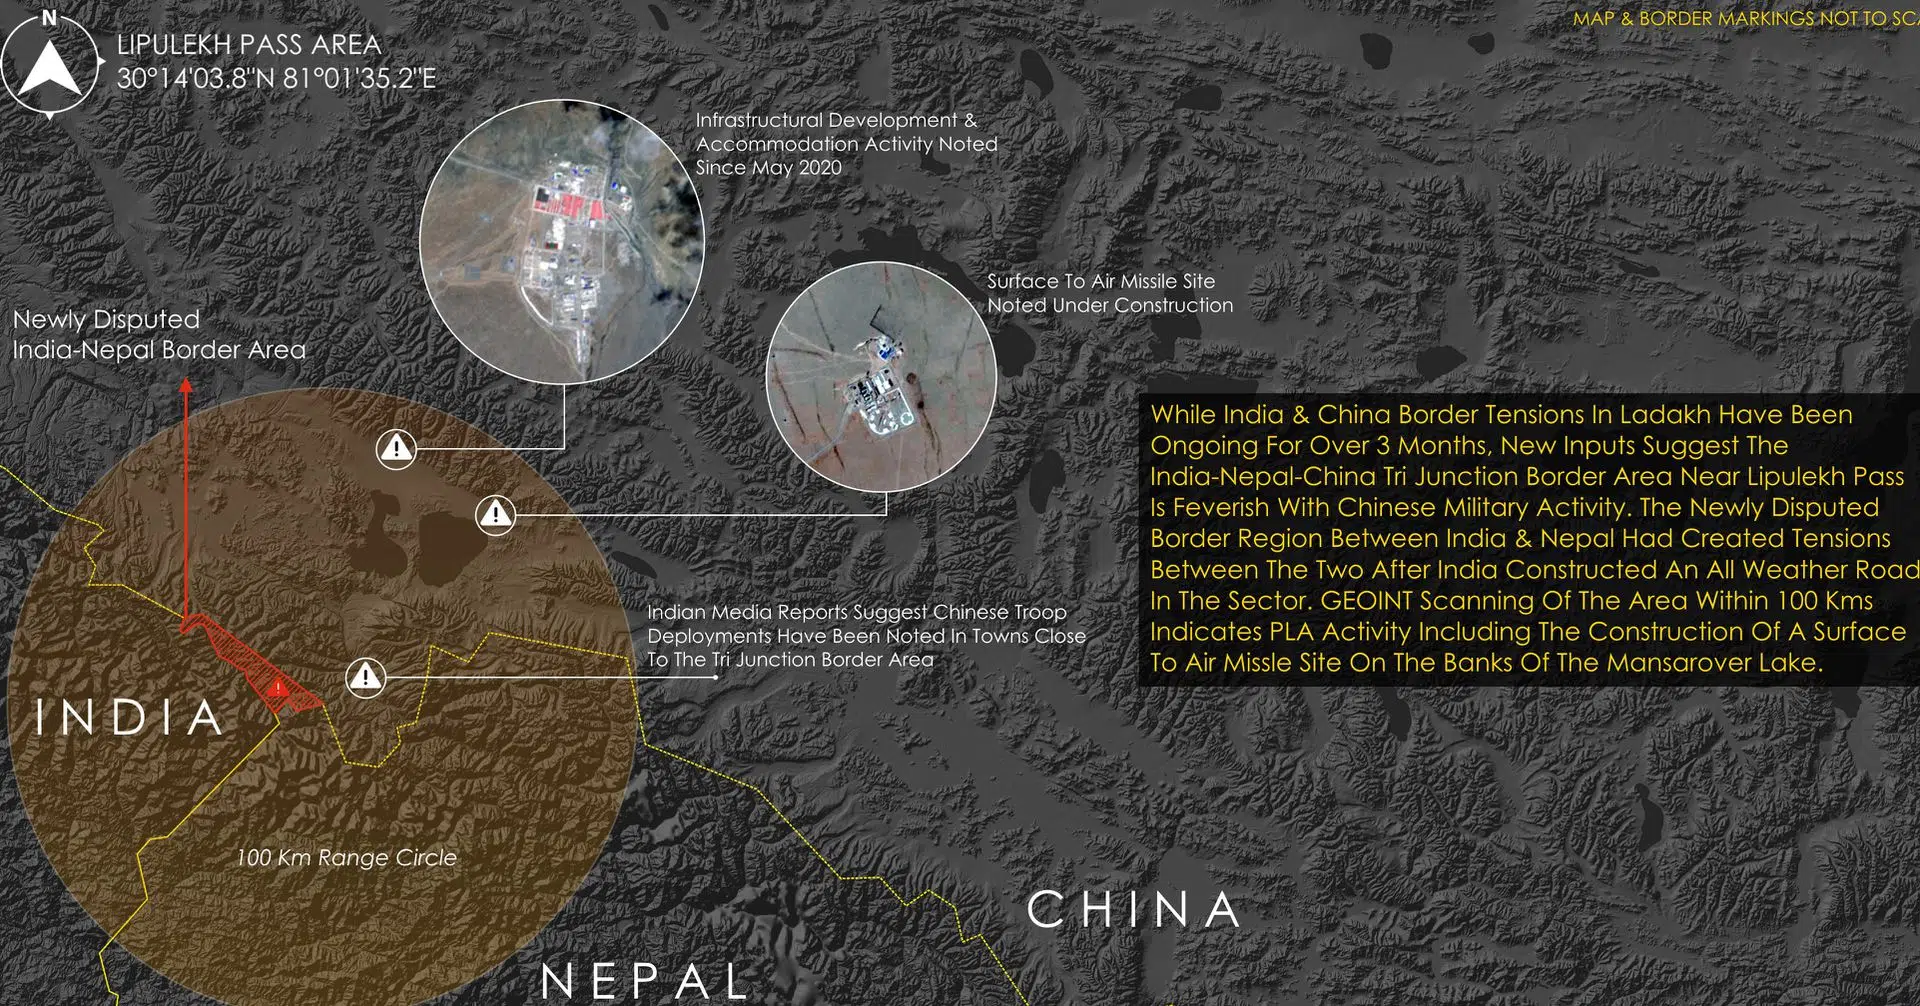 N
LIPULEKH PASS AREA
30°14'03.8"N 81°01'35.2"E
MAP & BORDER MARKINGS NOT TO SCA
Infrastructural Development &
Accommodation Activity Noted
Since May 2020
Surface To Air Missile Site
Noted Under Construction
Newly Disputed
India-Nepal Border Area
While India & China Border Tensions In Ladakh Have Been
Ongoing For Over 3 Months, New Inputs Suggest The
India-Nepal-China Tri Junction Border Area Near Lipulekh Pass
Is Feverish With Chinese Military Activity. The Newly Disputed
Border Region Between India & Nepal Had Created Tensions
Between The Two After India Constructed An All Weather Road
In The Sector. GEOINT Scanning Of The Area Within 100 Kms
Indicates PLA Activity Including The Construction Of A Surface
To Air Missle Site On The Banks Of The Mansarover Lake.
Indian Media Reports Suggest Chinese Troop
Deployments Have Been Noted In Towns Close
To The Tri Junction Border Area
INDIA
100 Km Range Circle
CHINA
NEPAL